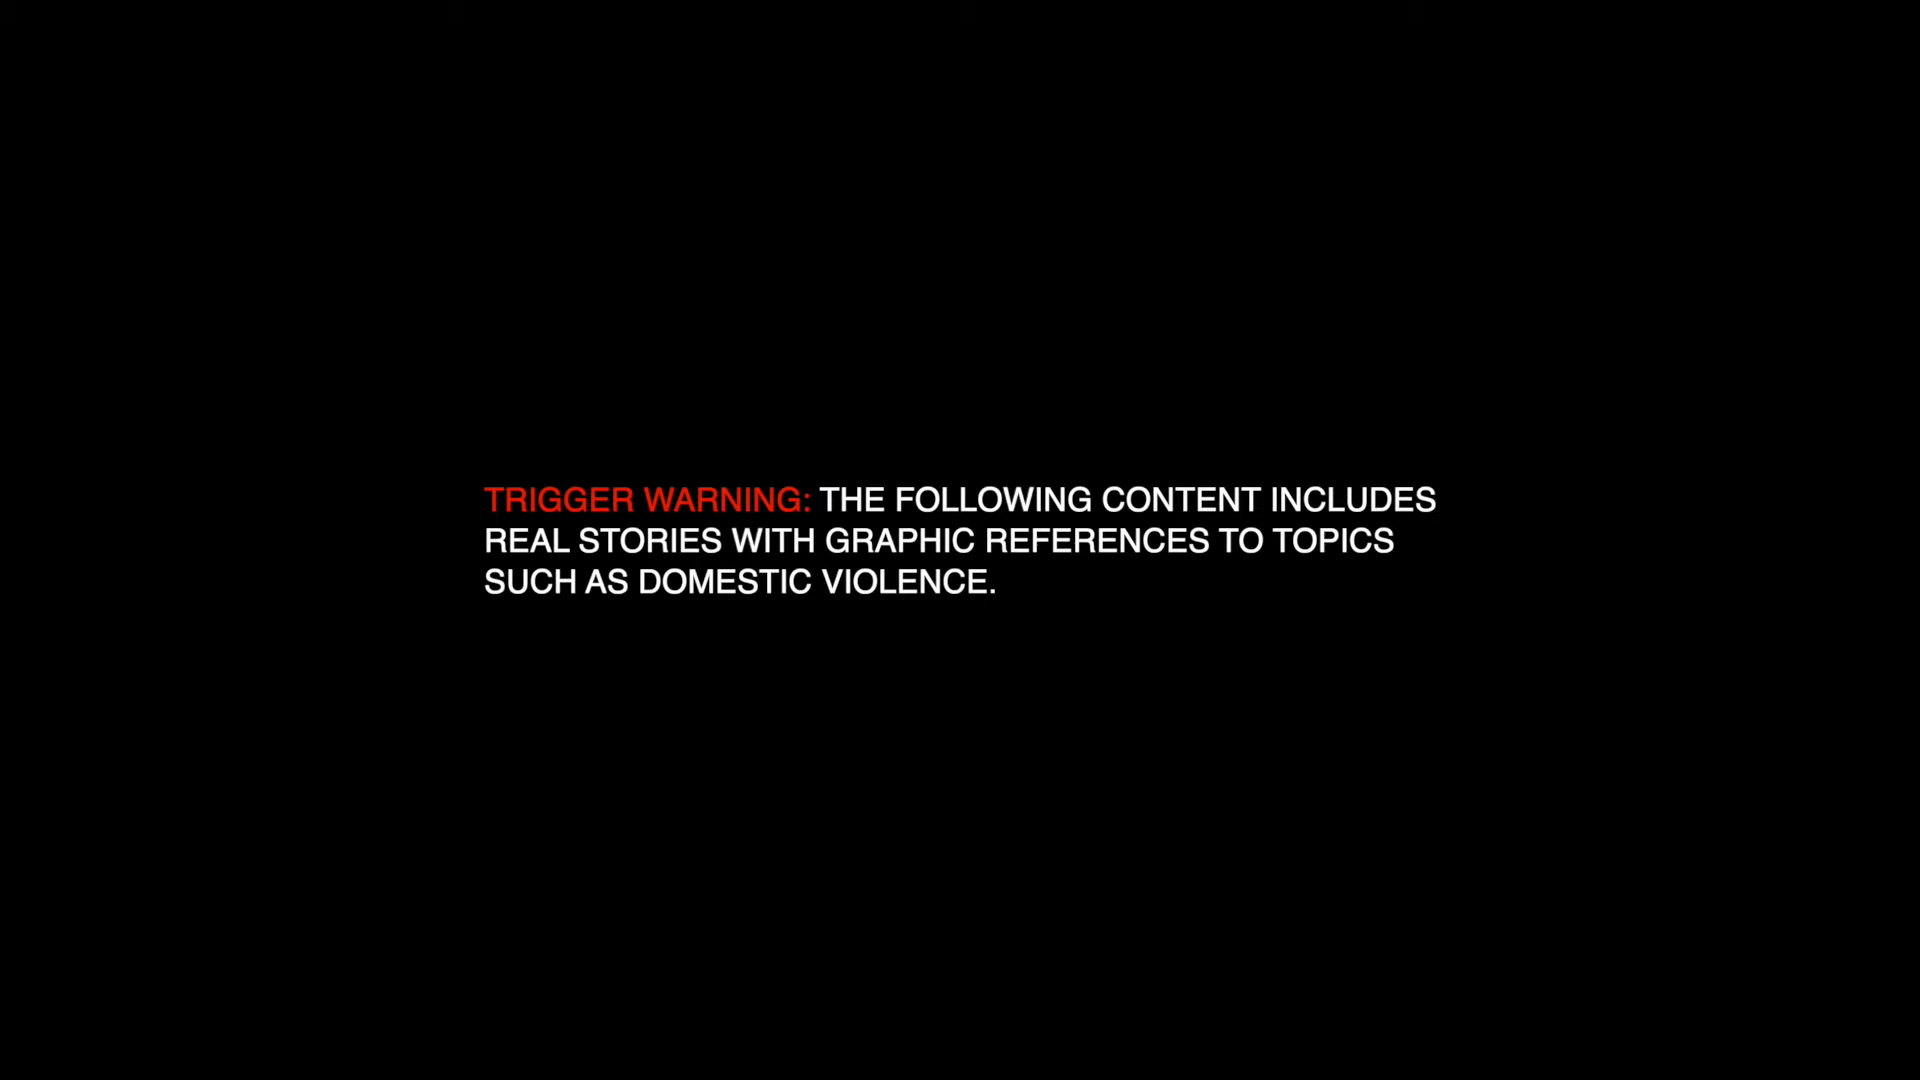 TRIGGER WARNING: THE FOLLOWING CONTENT INCLUDES
REAL STORIES WITH GRAPHIC REFERENCES TO TOPICS
SUCH AS DOMESTIC VIOLENCE.